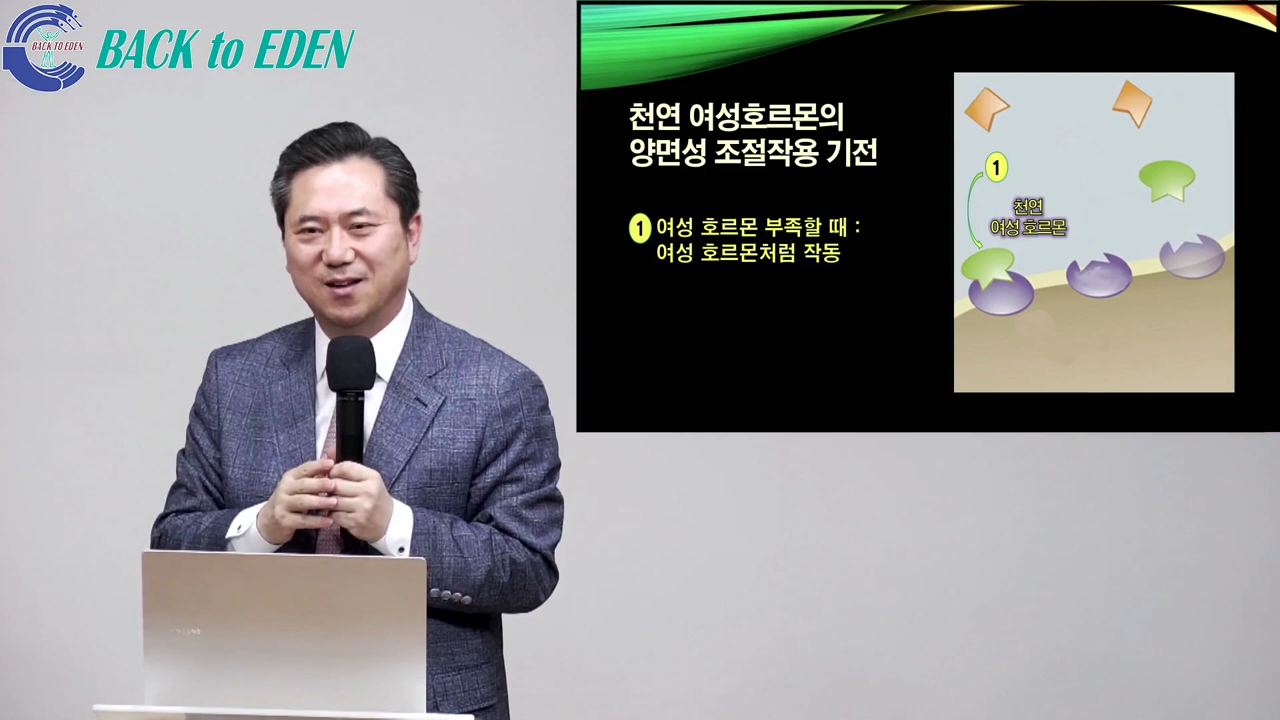 BACK TO EDEN
BACK to EDEN
천연 여성호르몬의
양면성 조절작용 기전
1 여성 호르몬 부족할 때 :
여성 호르몬처럼 작동
1
천연
여성 호르몬